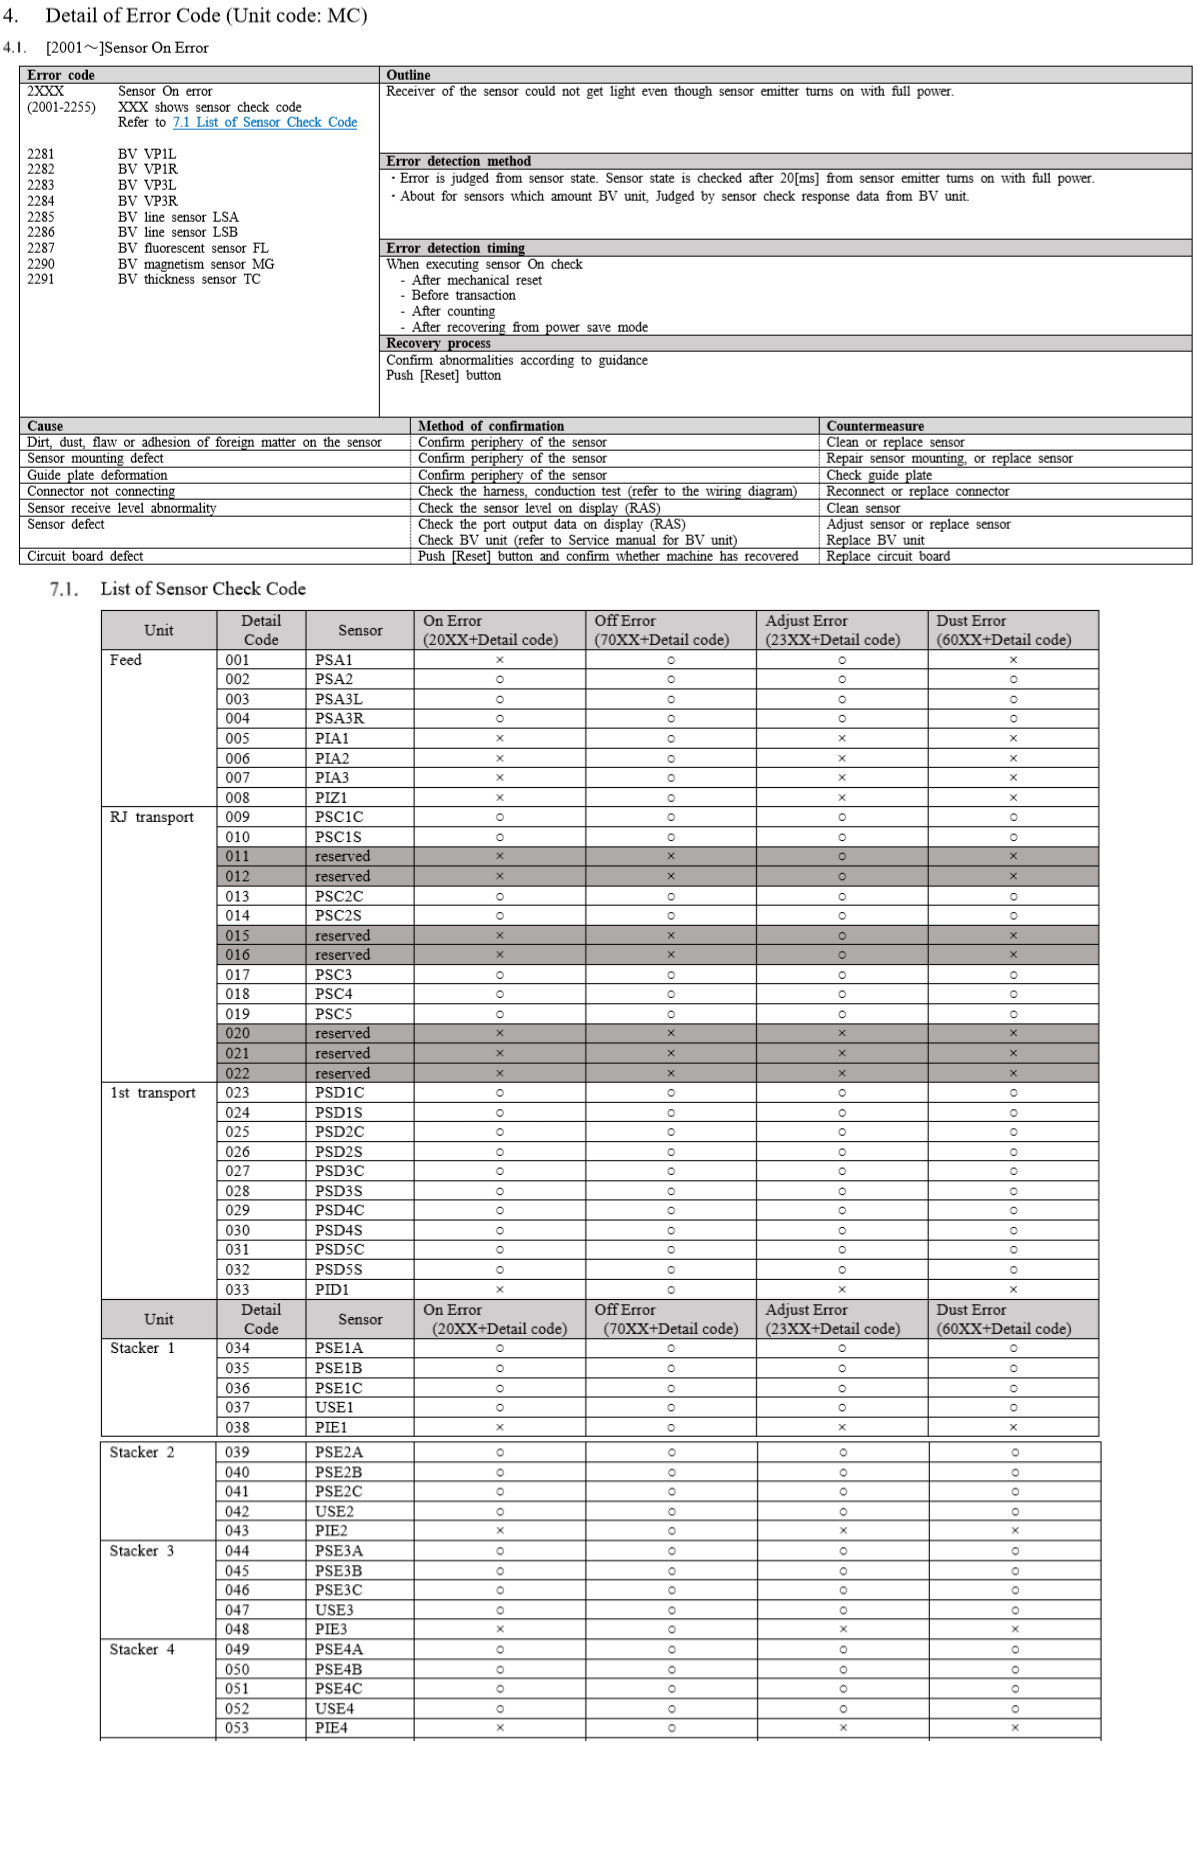 4. Detail of Error Code (Unit code: MC)
4.1. [2001～]Sensor On Error
Error code
2XXX Sensor On error
(2001-2255) XXX shows sensor check code
Refer to 7.1 List of Sensor Check Code
2281 BV VP1L
2282 BV VP1R
2283 BV VP3L
2284 BV VP3R
2285 BV line sensor LSA
2286 BV line sensor LSB
2287 BV fluorescent sensor FL
2290 BV magnetism sensor MG
2291 BV thickness sensor TC
Outline
Receiver of the sensor could not get light even though sensor emitter turns on with full power.
Error detection method
・Error is judged from sensor state. Sensor state is checked after 20[ms] from sensor emitter turns on with full power.
・About for sensors which amount BV unit, Judged by sensor check response data from BV unit.
Error detection timing
When executing sensor On check
- After mechanical reset
- Before transaction
- After counting
- After recovering from power save mode
Recovery process
Confirm abnormalities according to guidance
Push [Reset] button
Cause Method of confirmation Countermeasure
Dirt, dust, flaw or adhesion of foreign matter on the sensor Confirm periphery of the sensor Clean or replace sensor
Sensor mounting defect Confirm periphery of the sensor Repair sensor mounting, or replace sensor
Guide plate deformation Confirm periphery of the sensor Check guide plate
Connector not connecting Check the harness, conduction test (refer to the wiring diagram) Reconnect or replace connector
Sensor receive level abnormality Check the sensor level on display (RAS) Clean sensor
Sensor defect Check the port output data on display (RAS) Adjust sensor or replace sensor
Check BV unit (refer to Service manual for BV unit) Replace BV unit
Circuit board defect Push [Reset] button and confirm whether machine has recovered Replace circuit board
7.1. List of Sensor Check Code
Unit Detail Code Sensor On Error (20XX+Detail code) Off Error (70XX+Detail code) Adjust Error (23XX+Detail code) Dust Error (60XX+Detail code)
Feed 001 PSA1 × ○ ○ ×
002 PSA2 ○ ○ ○ ○
003 PSA3L ○ ○ ○ ○
004 PSA3R ○ ○ ○ ○
005 PIA1 × ○ × ×
006 PIA2 × ○ × ×
007 PIA3 × ○ × ×
008 PIZ1 × ○ × ×
RJ transport 009 PSC1C ○ ○ ○ ○
010 PSC1S ○ ○ ○ ○
011 reserved × × ○ ×
012 reserved × × ○ ×
013 PSC2C ○ ○ ○ ○
014 PSC2S ○ ○ ○ ○
015 reserved × × ○ ×
016 reserved × × ○ ×
017 PSC3 ○ ○ ○ ○
018 PSC4 ○ ○ ○ ○
019 PSC5 ○ ○ ○ ○
020 reserved × × × ×
021 reserved × × × ×
022 reserved × × × ×
1st transport 023 PSD1C ○ ○ ○ ○
024 PSD1S ○ ○ ○ ○
025 PSD2C ○ ○ ○ ○
026 PSD2S ○ ○ ○ ○
027 PSD3C ○ ○ ○ ○
028 PSD3S ○ ○ ○ ○
029 PSD4C ○ ○ ○ ○
030 PSD4S ○ ○ ○ ○
031 PSD5C ○ ○ ○ ○
032 PSD5S ○ ○ ○ ○
033 PID1 × ○ × ×
Unit Detail Code Sensor On Error (20XX+Detail code) Off Error (70XX+Detail code) Adjust Error (23XX+Detail code) Dust Error (60XX+Detail code)
Stacker 1 034 PSE1A ○ ○ ○ ○
035 PSE1B ○ ○ ○ ○
036 PSE1C ○ ○ ○ ○
037 USE1 ○ ○ ○ ○
038 PIE1 × ○ × ×
Stacker 2 039 PSE2A ○ ○ ○ ○
040 PSE2B ○ ○ ○ ○
041 PSE2C ○ ○ ○ ○
042 USE2 ○ ○ ○ ○
043 PIE2 × ○ × ×
Stacker 3 044 PSE3A ○ ○ ○ ○
045 PSE3B ○ ○ ○ ○
046 PSE3C ○ ○ ○ ○
047 USE3 ○ ○ ○ ○
048 PIE3 × ○ × ×
Stacker 4 049 PSE4A ○ ○ ○ ○
050 PSE4B ○ ○ ○ ○
051 PSE4C ○ ○ ○ ○
052 USE4 ○ ○ ○ ○
053 PIE4 × ○ × ×